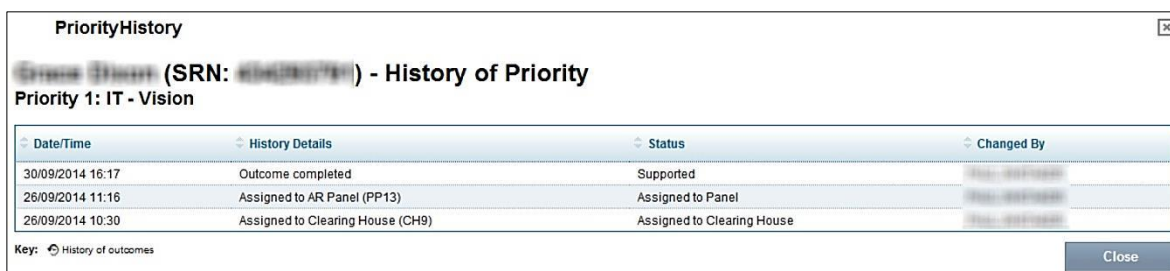 PriorityHistory
(SRN: ) - History of Priority
Priority 1: IT - Vision
Date/Time History Details Status Changed By
30/09/2014 16:17 Outcome completed Supported
26/09/2014 11:16 Assigned to AR Panel (PP13) Assigned to Panel
26/09/2014 10:30 Assigned to Clearing House (CH9) Assigned to Clearing House
Key: History of outcomes
Close